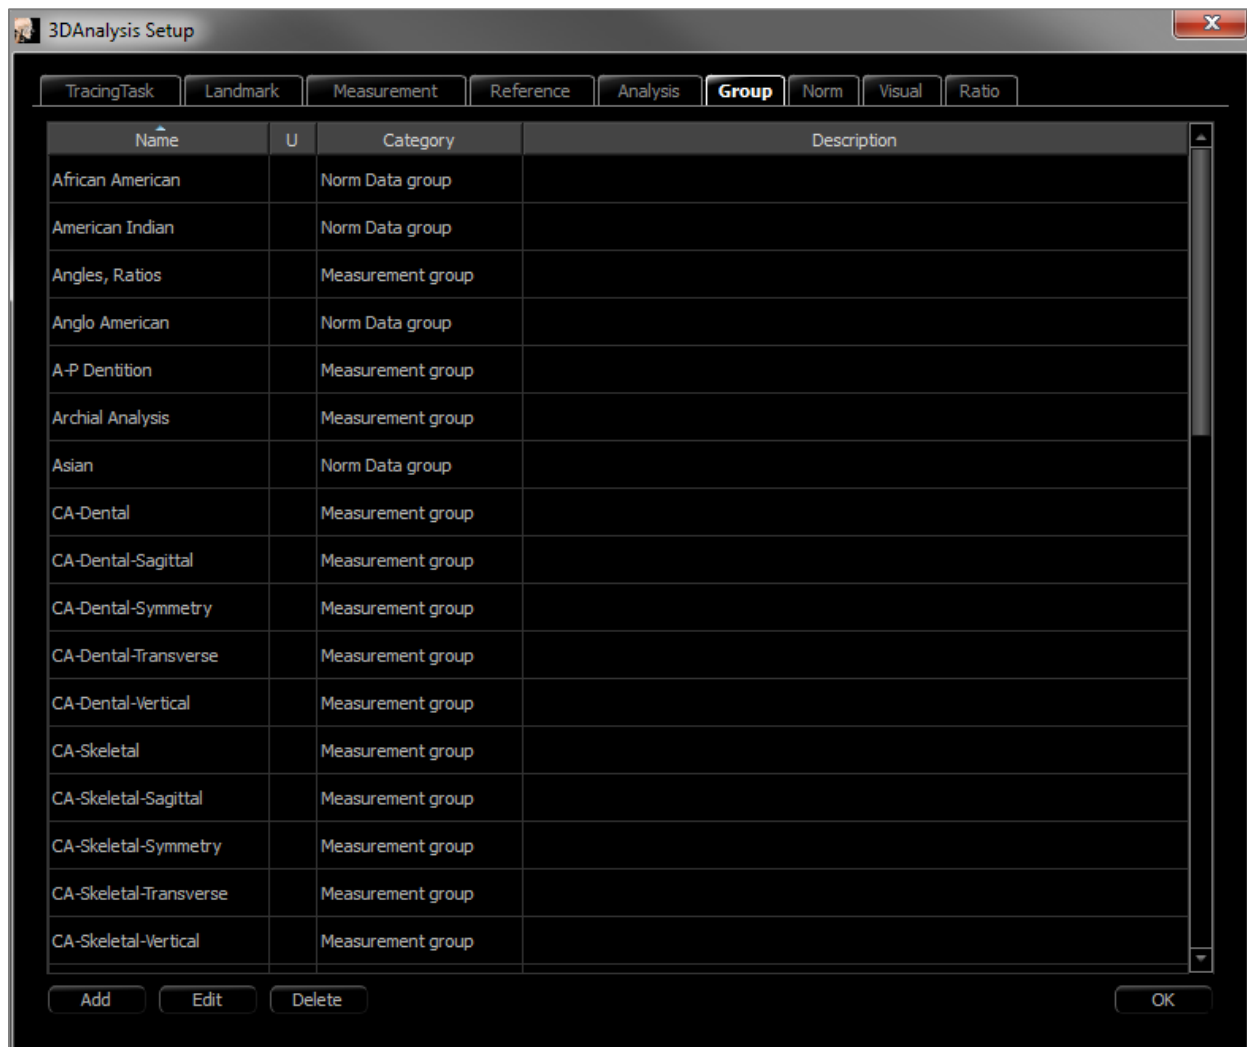 3DAnalysis Setup
TracingTask Landmark Measurement Reference Analysis Group Norm Visual Ratio
Name U Category Description
African American Norm Data group
American Indian Norm Data group
Angles, Ratios Measurement group
Anglo American Norm Data group
A-P Dentition Measurement group
Archial Analysis Measurement group
Asian Norm Data group
CA-Dental Measurement group
CA-Dental-Sagittal Measurement group
CA-Dental-Symmetry Measurement group
CA-Dental-Transverse Measurement group
CA-Dental-Vertical Measurement group
CA-Skeletal Measurement group
CA-Skeletal-Sagittal Measurement group
CA-Skeletal-Symmetry Measurement group
CA-Skeletal-Transverse Measurement group
CA-Skeletal-Vertical Measurement group
Add Edit Delete OK